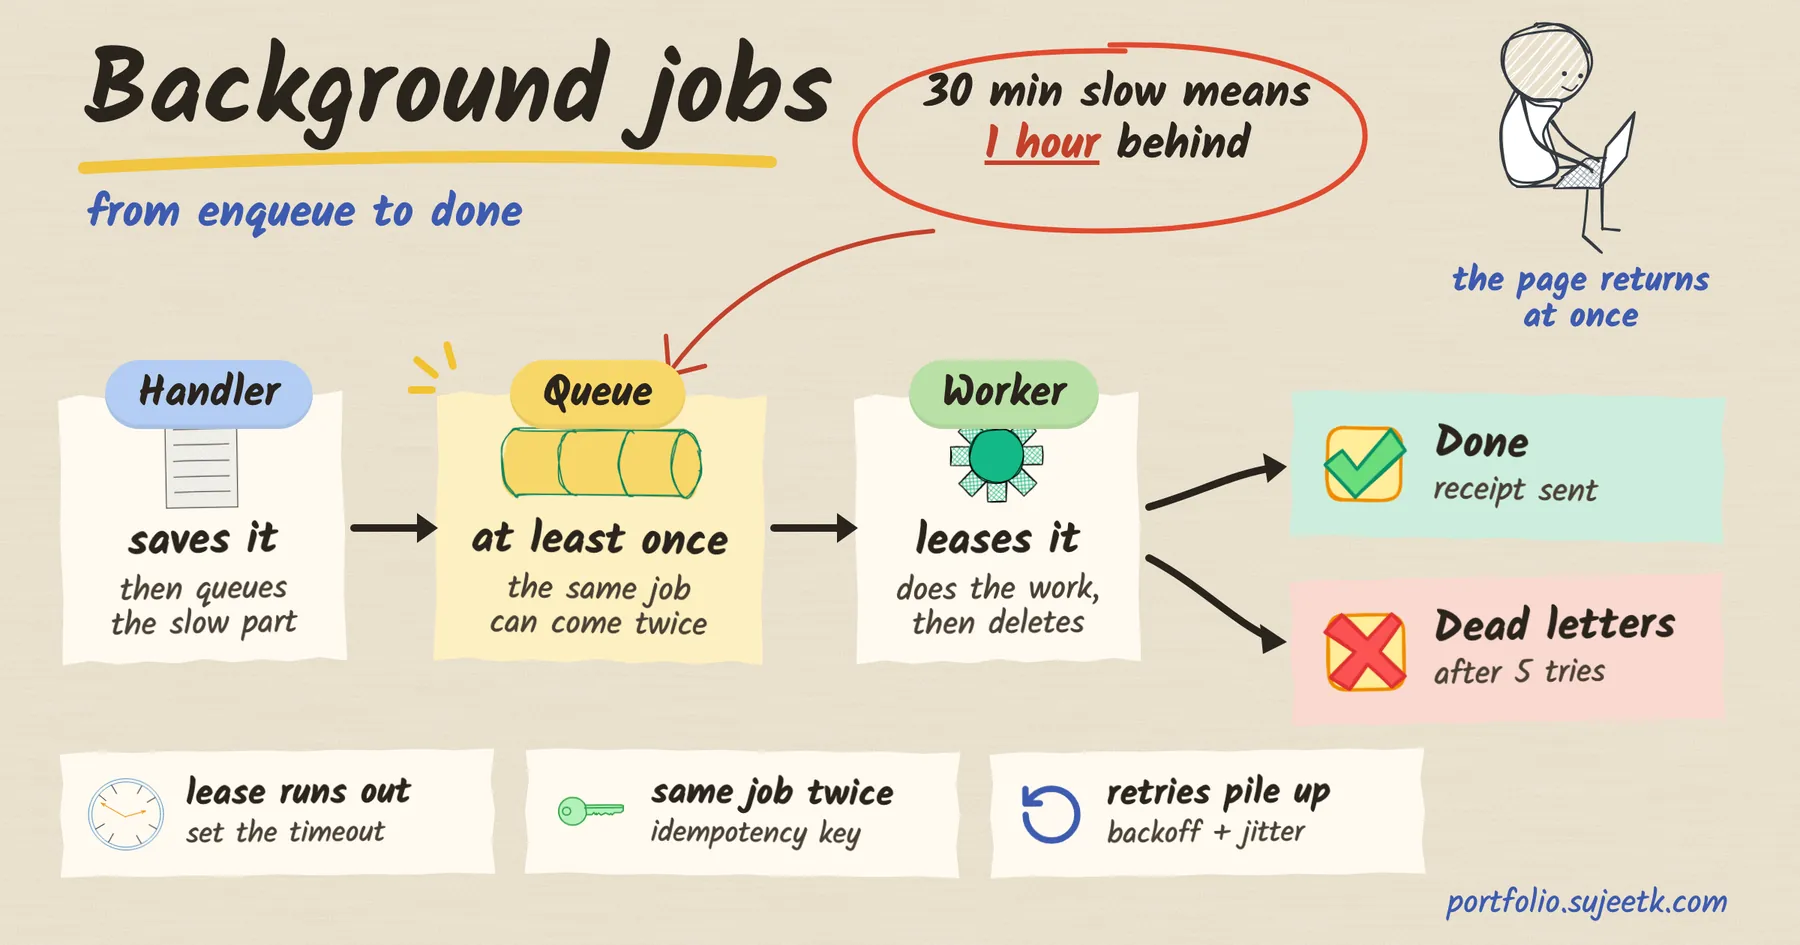 Background jobs
from enqueue to done
30 min slow means
1 hour behind
the page returns
at once
Handler
saves it
then queues
the slow part
Queue
at least once
the same job
can come twice
Worker
leases it
does the work,
then deletes
Done
receipt sent
Dead letters
after 5 tries
lease runs out
set the timeout
same job twice
idempotency key
retries pile up
backoff + jitter
portfolio.sujeetk.com